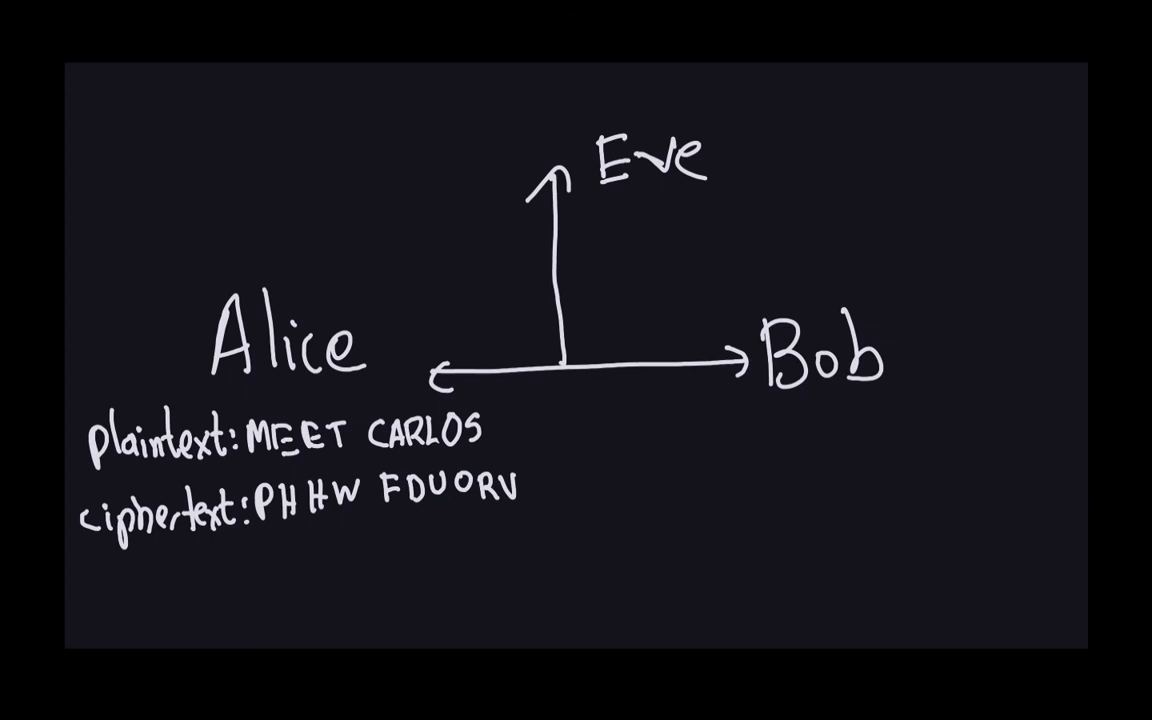 Eve
Alice
Bob
plaintext: MEET CARLOS
ciphertext: PHHW FDUORV